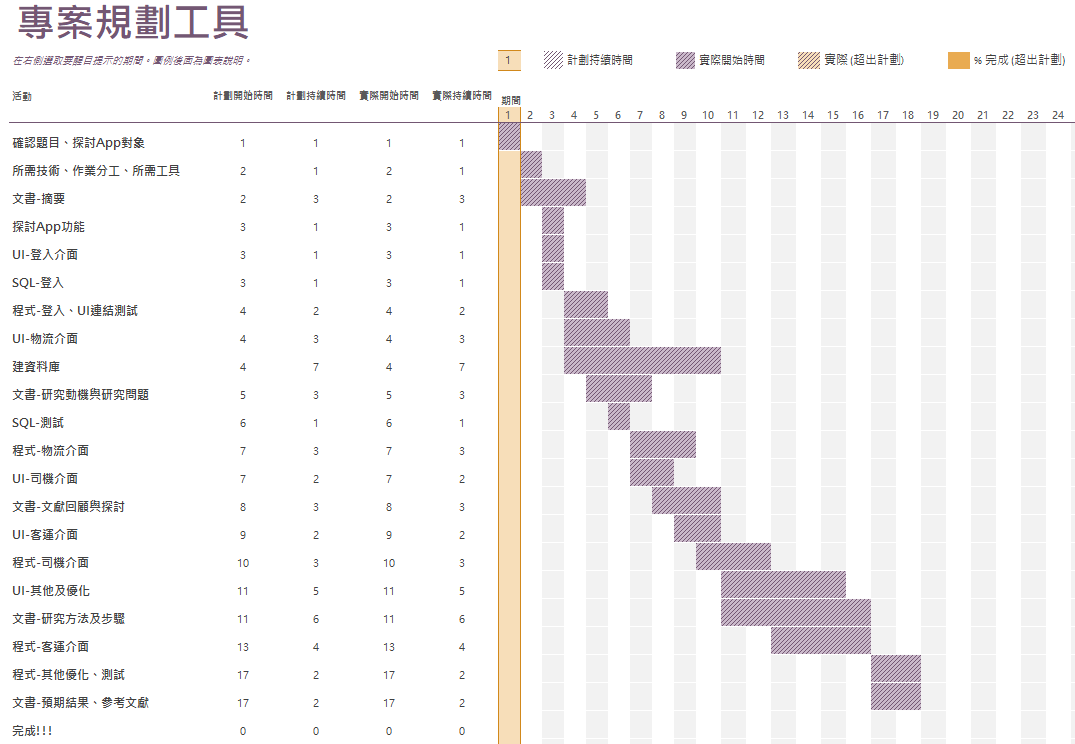 專案規劃工具
在右側選取要醒目提示的期間。圖例後面為圖表說明。
1 計劃持續時間 實際開始時間 實際 (超出計劃) % 完成 (超出計劃)
活動 計劃開始時間 計劃持續時間 實際開始時間 實際持續時間 期間
1 2 3 4 5 6 7 8 9 10 11 12 13 14 15 16 17 18 19 20 21 22 23 24
確認題目、探討App對象 1 1 1 1
所需技術、作業分工、所需工具 2 1 2 1
文書-摘要 2 3 2 3
探討App功能 3 1 3 1
UI-登入介面 3 1 3 1
SQL-登入 3 1 3 1
程式-登入、UI連結測試 4 2 4 2
UI-物流介面 4 3 4 3
建資料庫 4 7 4 7
文書-研究動機與研究問題 5 3 5 3
SQL-測試 6 1 6 1
程式-物流介面 7 3 7 3
UI-司機介面 7 2 7 2
文書-文獻回顧與探討 8 3 8 3
UI-客運介面 9 2 9 2
程式-司機介面 10 3 10 3
UI-其他及優化 11 5 11 5
文書-研究方法及步驟 11 6 11 6
程式-客運介面 13 4 13 4
程式-其他優化、測試 17 2 17 2
文書-預期結果、參考文獻 17 2 17 2
完成!!! 0 0 0 0